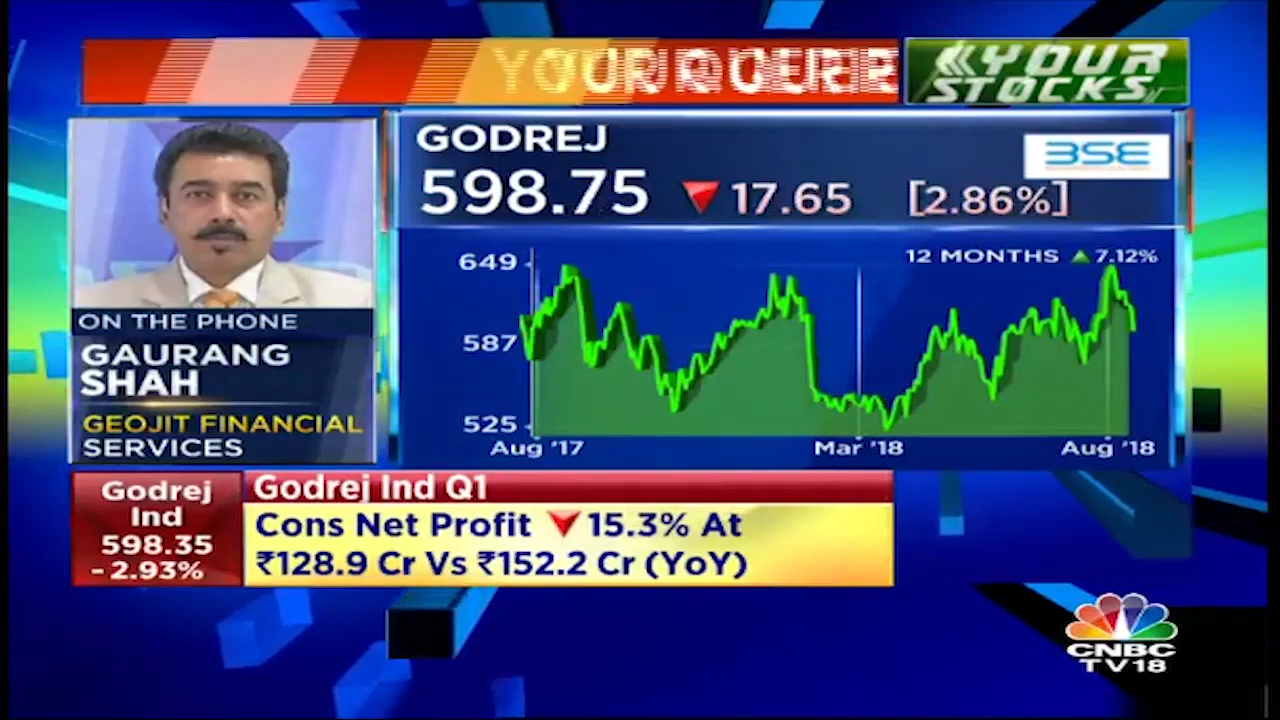 YOUR
STOCKS
GODREJ
BSE
598.75 ▼ 17.65 [2.86%]
12 MONTHS ▲ 7.12%
649
587
525
Aug '17 Mar '18 Aug '18
ON THE PHONE
GAURANG
SHAH
GEOJIT FINANCIAL
SERVICES
Godrej
Ind
598.35
-2.93%
Godrej Ind Q1
Cons Net Profit ▼ 15.3% At
₹128.9 Cr Vs ₹152.2 Cr (YoY)
CNBC
TV18